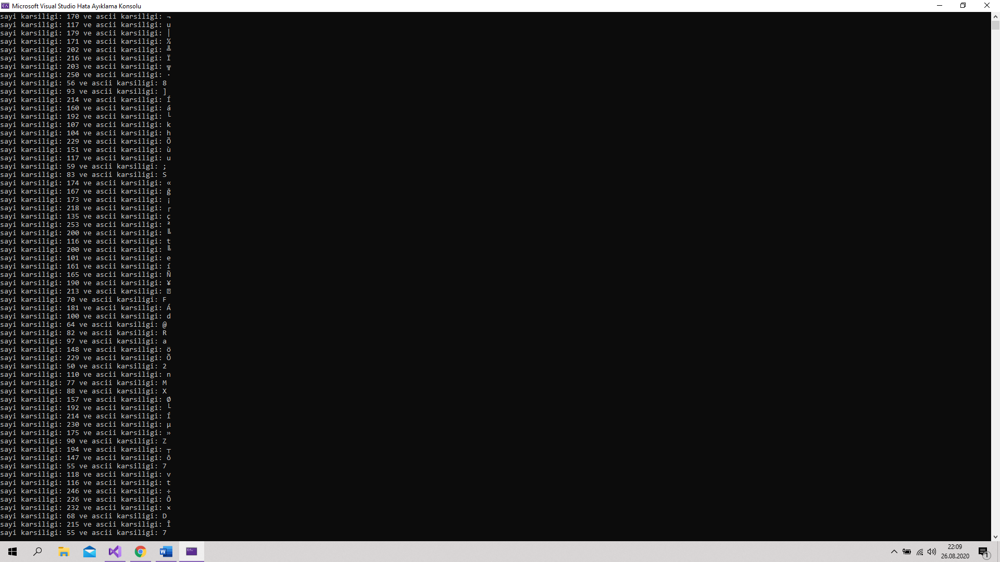 Microsoft Visual Studio Hata Ayıklama Konsolu
sayi karsiligi: 170 ve ascii karsiligi: ¬
sayi karsiligi: 117 ve ascii karsiligi: u
sayi karsiligi: 179 ve ascii karsiligi: │
sayi karsiligi: 171 ve ascii karsiligi: ½
sayi karsiligi: 202 ve ascii karsiligi: ╩
sayi karsiligi: 216 ve ascii karsiligi: Ï
sayi karsiligi: 203 ve ascii karsiligi: ╦
sayi karsiligi: 250 ve ascii karsiligi: ·
sayi karsiligi: 56 ve ascii karsiligi: 8
sayi karsiligi: 93 ve ascii karsiligi: ]
sayi karsiligi: 214 ve ascii karsiligi: Í
sayi karsiligi: 160 ve ascii karsiligi: á
sayi karsiligi: 192 ve ascii karsiligi: └
sayi karsiligi: 107 ve ascii karsiligi: k
sayi karsiligi: 104 ve ascii karsiligi: h
sayi karsiligi: 229 ve ascii karsiligi: Õ
sayi karsiligi: 151 ve ascii karsiligi: ù
sayi karsiligi: 117 ve ascii karsiligi: u
sayi karsiligi: 59 ve ascii karsiligi: ;
sayi karsiligi: 83 ve ascii karsiligi: S
sayi karsiligi: 174 ve ascii karsiligi: «
sayi karsiligi: 167 ve ascii karsiligi: ğ
sayi karsiligi: 173 ve ascii karsiligi: ¡
sayi karsiligi: 218 ve ascii karsiligi: ┌
sayi karsiligi: 135 ve ascii karsiligi: ç
sayi karsiligi: 253 ve ascii karsiligi: ²
sayi karsiligi: 200 ve ascii karsiligi: ╚
sayi karsiligi: 116 ve ascii karsiligi: t
sayi karsiligi: 200 ve ascii karsiligi: ╚
sayi karsiligi: 101 ve ascii karsiligi: e
sayi karsiligi: 161 ve ascii karsiligi: í
sayi karsiligi: 165 ve ascii karsiligi: Ñ
sayi karsiligi: 190 ve ascii karsiligi: ¥
sayi karsiligi: 213 ve ascii karsiligi: 
sayi karsiligi: 70 ve ascii karsiligi: F
sayi karsiligi: 181 ve ascii karsiligi: Á
sayi karsiligi: 100 ve ascii karsiligi: d
sayi karsiligi: 64 ve ascii karsiligi: @
sayi karsiligi: 82 ve ascii karsiligi: R
sayi karsiligi: 97 ve ascii karsiligi: a
sayi karsiligi: 148 ve ascii karsiligi: ö
sayi karsiligi: 229 ve ascii karsiligi: Õ
sayi karsiligi: 50 ve ascii karsiligi: 2
sayi karsiligi: 110 ve ascii karsiligi: n
sayi karsiligi: 77 ve ascii karsiligi: M
sayi karsiligi: 88 ve ascii karsiligi: X
sayi karsiligi: 157 ve ascii karsiligi: Ø
sayi karsiligi: 192 ve ascii karsiligi: └
sayi karsiligi: 214 ve ascii karsiligi: Í
sayi karsiligi: 230 ve ascii karsiligi: µ
sayi karsiligi: 175 ve ascii karsiligi: »
sayi karsiligi: 90 ve ascii karsiligi: Z
sayi karsiligi: 194 ve ascii karsiligi: ┬
sayi karsiligi: 147 ve ascii karsiligi: ô
sayi karsiligi: 55 ve ascii karsiligi: 7
sayi karsiligi: 118 ve ascii karsiligi: v
sayi karsiligi: 116 ve ascii karsiligi: t
sayi karsiligi: 246 ve ascii karsiligi: ÷
sayi karsiligi: 226 ve ascii karsiligi: Ô
sayi karsiligi: 232 ve ascii karsiligi: ×
sayi karsiligi: 68 ve ascii karsiligi: D
sayi karsiligi: 215 ve ascii karsiligi: Î
sayi karsiligi: 55 ve ascii karsiligi: 7
22:09
26.08.2020
1